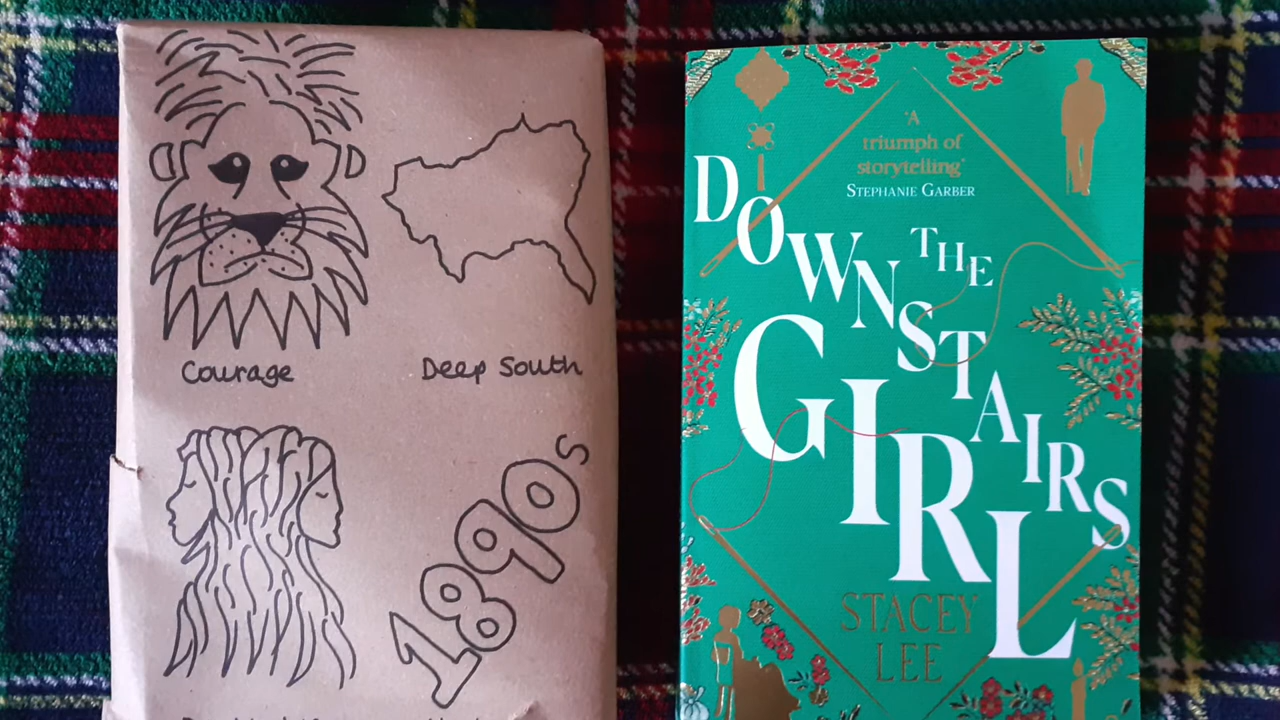 Courage
Deep South
1890s
'A
triumph of
storytelling'
STEPHANIE GARBER
THE
DOWNSTAIRS
GIRL
STACEY
LEE